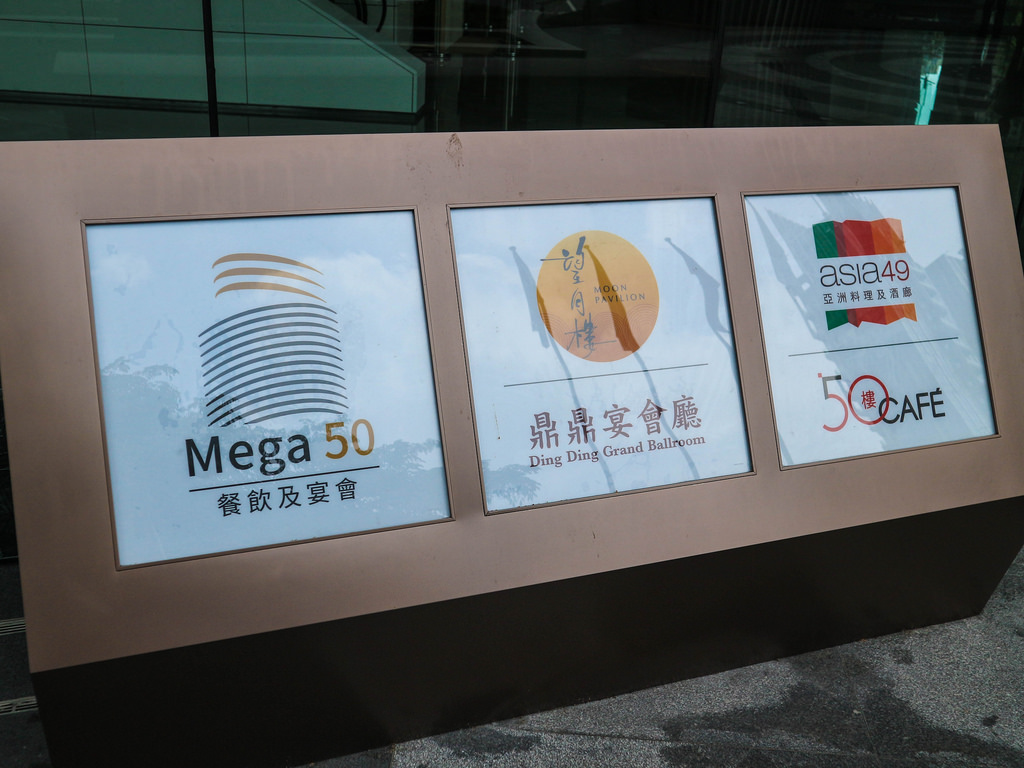 Mega 50
餐飲及宴會
望月樓
MOON
PAVILION
鼎鼎宴會廳
Ding Ding Grand Ballroom
asia49
亞洲料理及酒廊
50樓CAFÉ